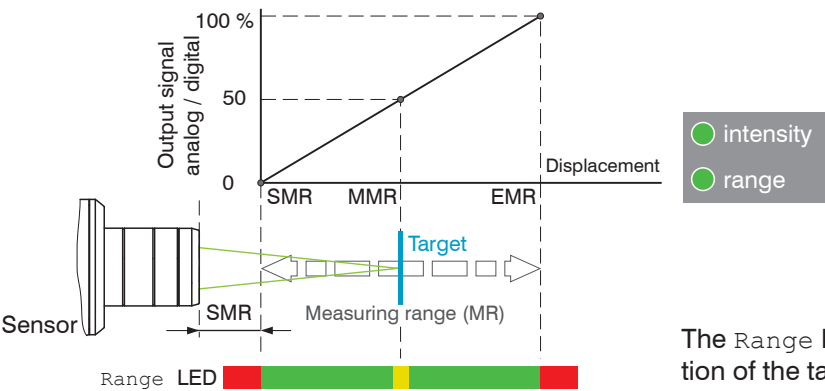 100 %
Output signal
analog / digital
50
0
Displacement
SMR MMR EMR
intensity
range
Target
SMR
Measuring range (MR)
Sensor
The Range
tion of the ta
Range LED